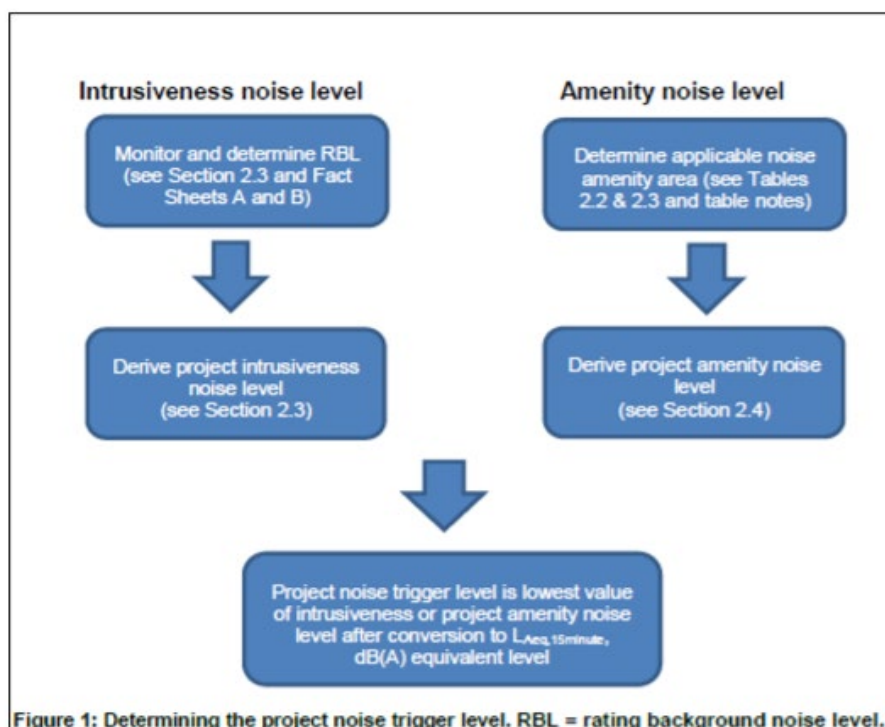 Intrusiveness noise level
Monitor and determine RBL
(see Section 2.3 and Fact
Sheets A and B)
Derive project intrusiveness
noise level
(see Section 2.3)
Amenity noise level
Determine applicable noise
amenity area (see Tables
2.2 & 2.3 and table notes)
Derive project amenity noise
level
(see Section 2.4)
Project noise trigger level is lowest value
of intrusiveness or project amenity noise
level after conversion to LAeq,15minute,
dB(A) equivalent level
Figure 1: Determining the project noise trigger level. RBL = rating background noise level.